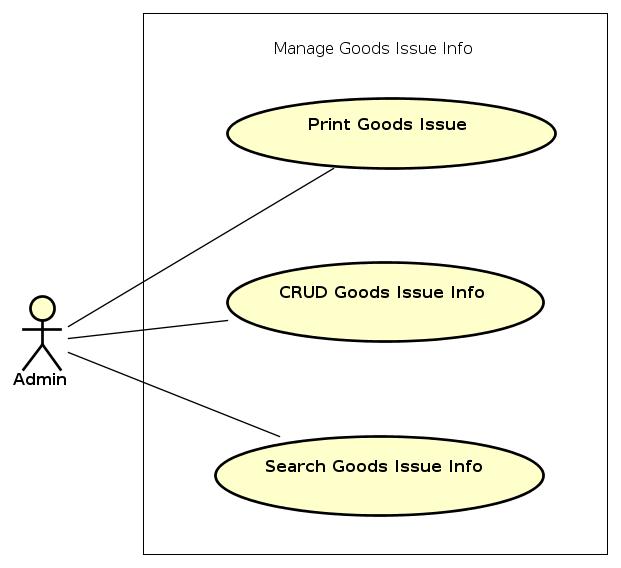 Manage Goods Issue Info
Print Goods Issue
CRUD Goods Issue Info
Admin
Search Goods Issue Info